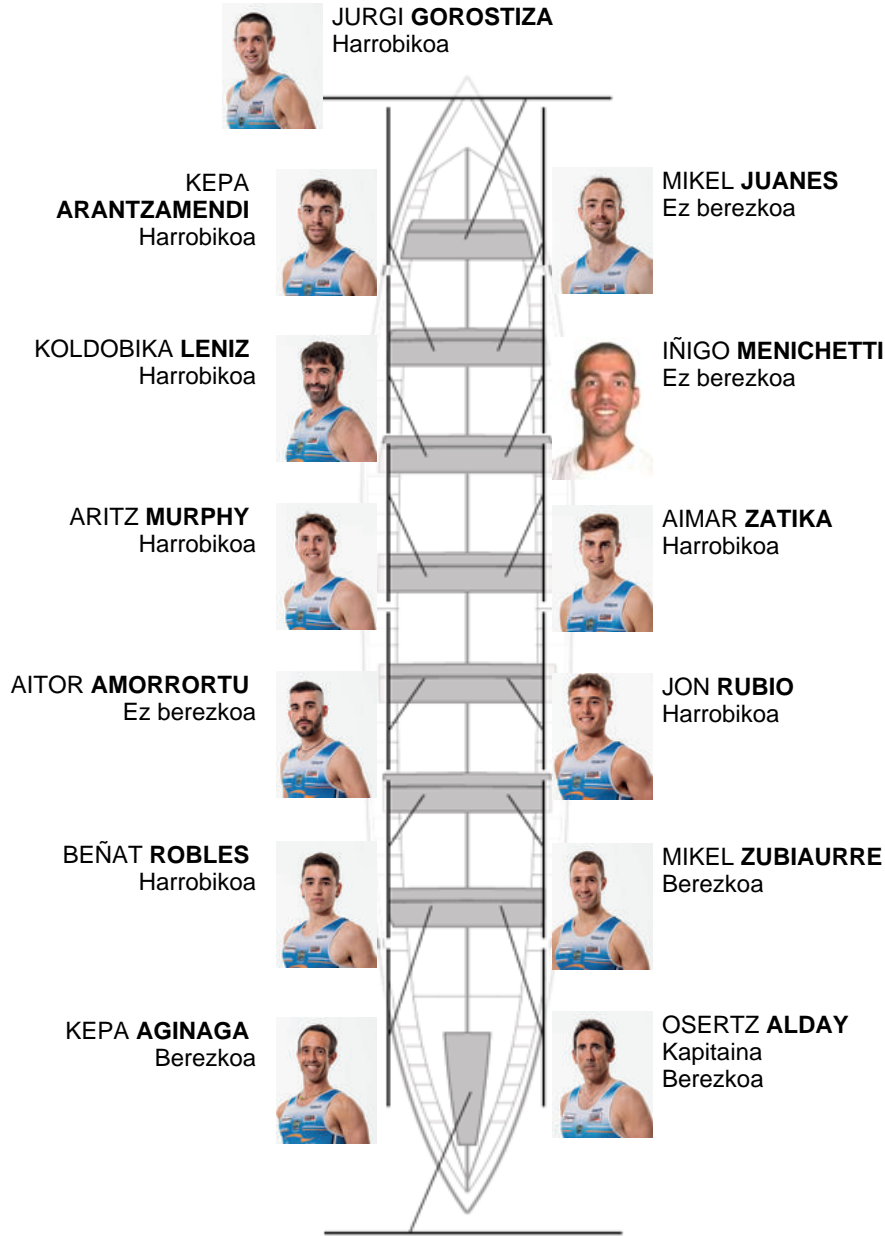 JURGI GOROSTIZA
Harrobikoa
KEPA
ARANTZAMENDI
Harrobikoa
MIKEL JUANES
Ez berezkoa
KOLDOBIKA LENIZ
Harrobikoa
IÑIGO MENICHETTI
Ez berezkoa
ARITZ MURPHY
Harrobikoa
AIMAR ZATIKA
Harrobikoa
AITOR AMORRORTU
Ez berezkoa
JON RUBIO
Harrobikoa
BEÑAT ROBLES
Harrobikoa
MIKEL ZUBIAURRE
Berezkoa
KEPA AGINAGA
Berezkoa
OSERTZ ALDAY
Kapitaina
Berezkoa